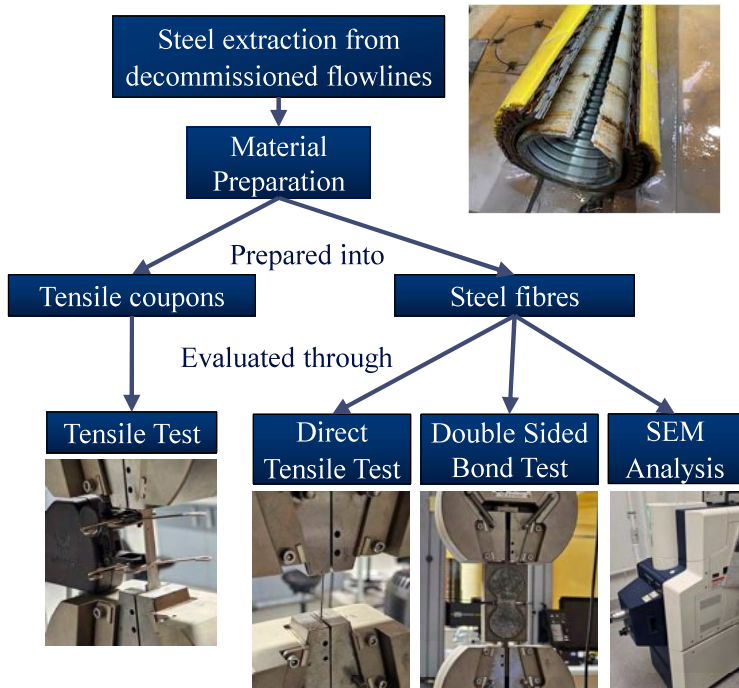 Steel extraction from
decommissioned flowlines
Material
Preparation
Prepared into
Tensile coupons
Steel fibres
Evaluated through
Tensile Test
Direct
Tensile Test
Double Sided
Bond Test
SEM
Analysis